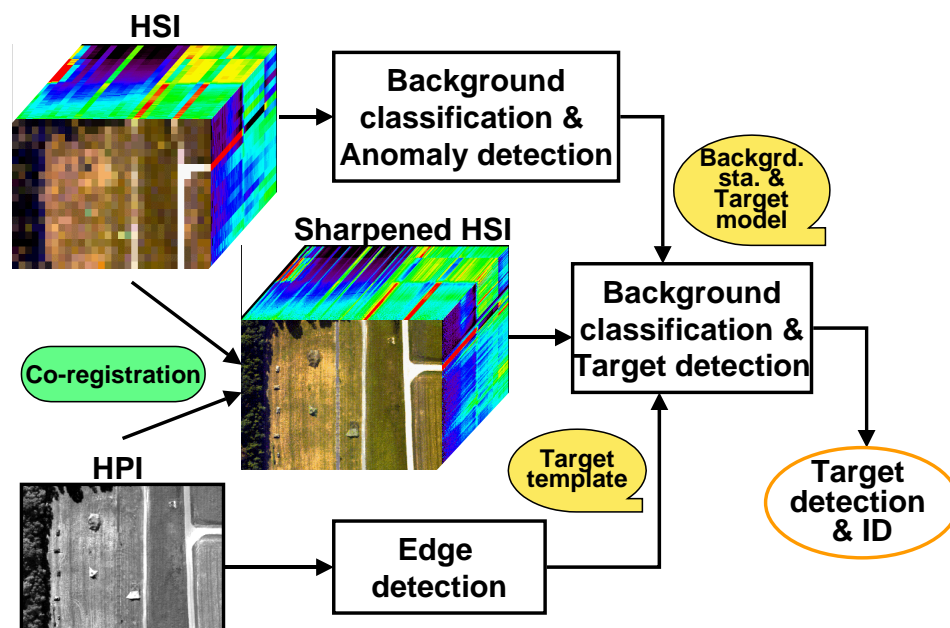 HSI
Background
classification &
Anomaly detection
Backgrd.
sta. &
Target
model
Sharpened HSI
Background
classification &
Target detection
Co-registration
HPI
Target
template
Edge
detection
Target
detection
& ID